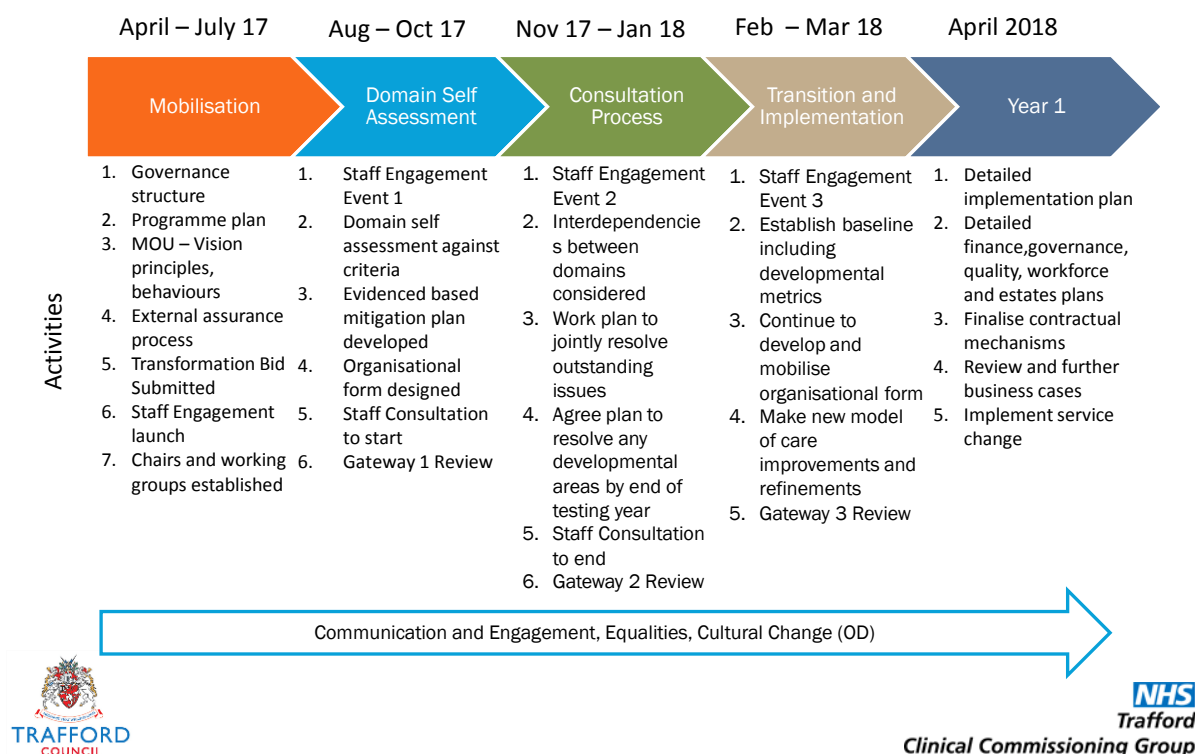 April – July 17
Aug – Oct 17
Nov 17 – Jan 18
Feb – Mar 18
April 2018
Mobilisation
Domain Self
Assessment
Consultation
Process
Transition and
Implementation
Year 1
Activities
1. Governance
structure
2. Programme plan
3. MOU – Vision
principles,
behaviours
4. External assurance
process
5. Transformation Bid
Submitted
6. Staff Engagement
launch
7. Chairs and working
groups established
1. Staff Engagement
Event 1
2. Domain self
assessment against
criteria
3. Evidenced based
mitigation plan
developed
4. Organisational
form designed
5. Staff Consultation
to start
6. Gateway 1 Review
1. Staff Engagement
Event 2
2. Interdependencie
s between
domains
considered
3. Work plan to
jointly resolve
outstanding
issues
4. Agree plan to
resolve any
developmental
areas by end of
testing year
5. Staff Consultation
to end
6. Gateway 2 Review
1. Staff Engagement
Event 3
2. Establish baseline
including
developmental
metrics
3. Continue to
develop and
mobilise
organisational form
4. Make new model
of care
improvements and
refinements
5. Gateway 3 Review
1. Detailed
implementation plan
2. Detailed
finance,governance,
quality, workforce
and estates plans
3. Finalise contractual
mechanisms
4. Review and further
business cases
5. Implement service
change
Communication and Engagement, Equalities, Cultural Change (OD)
TRAFFORD
COUNCIL
NHS
Trafford
Clinical Commissioning Group